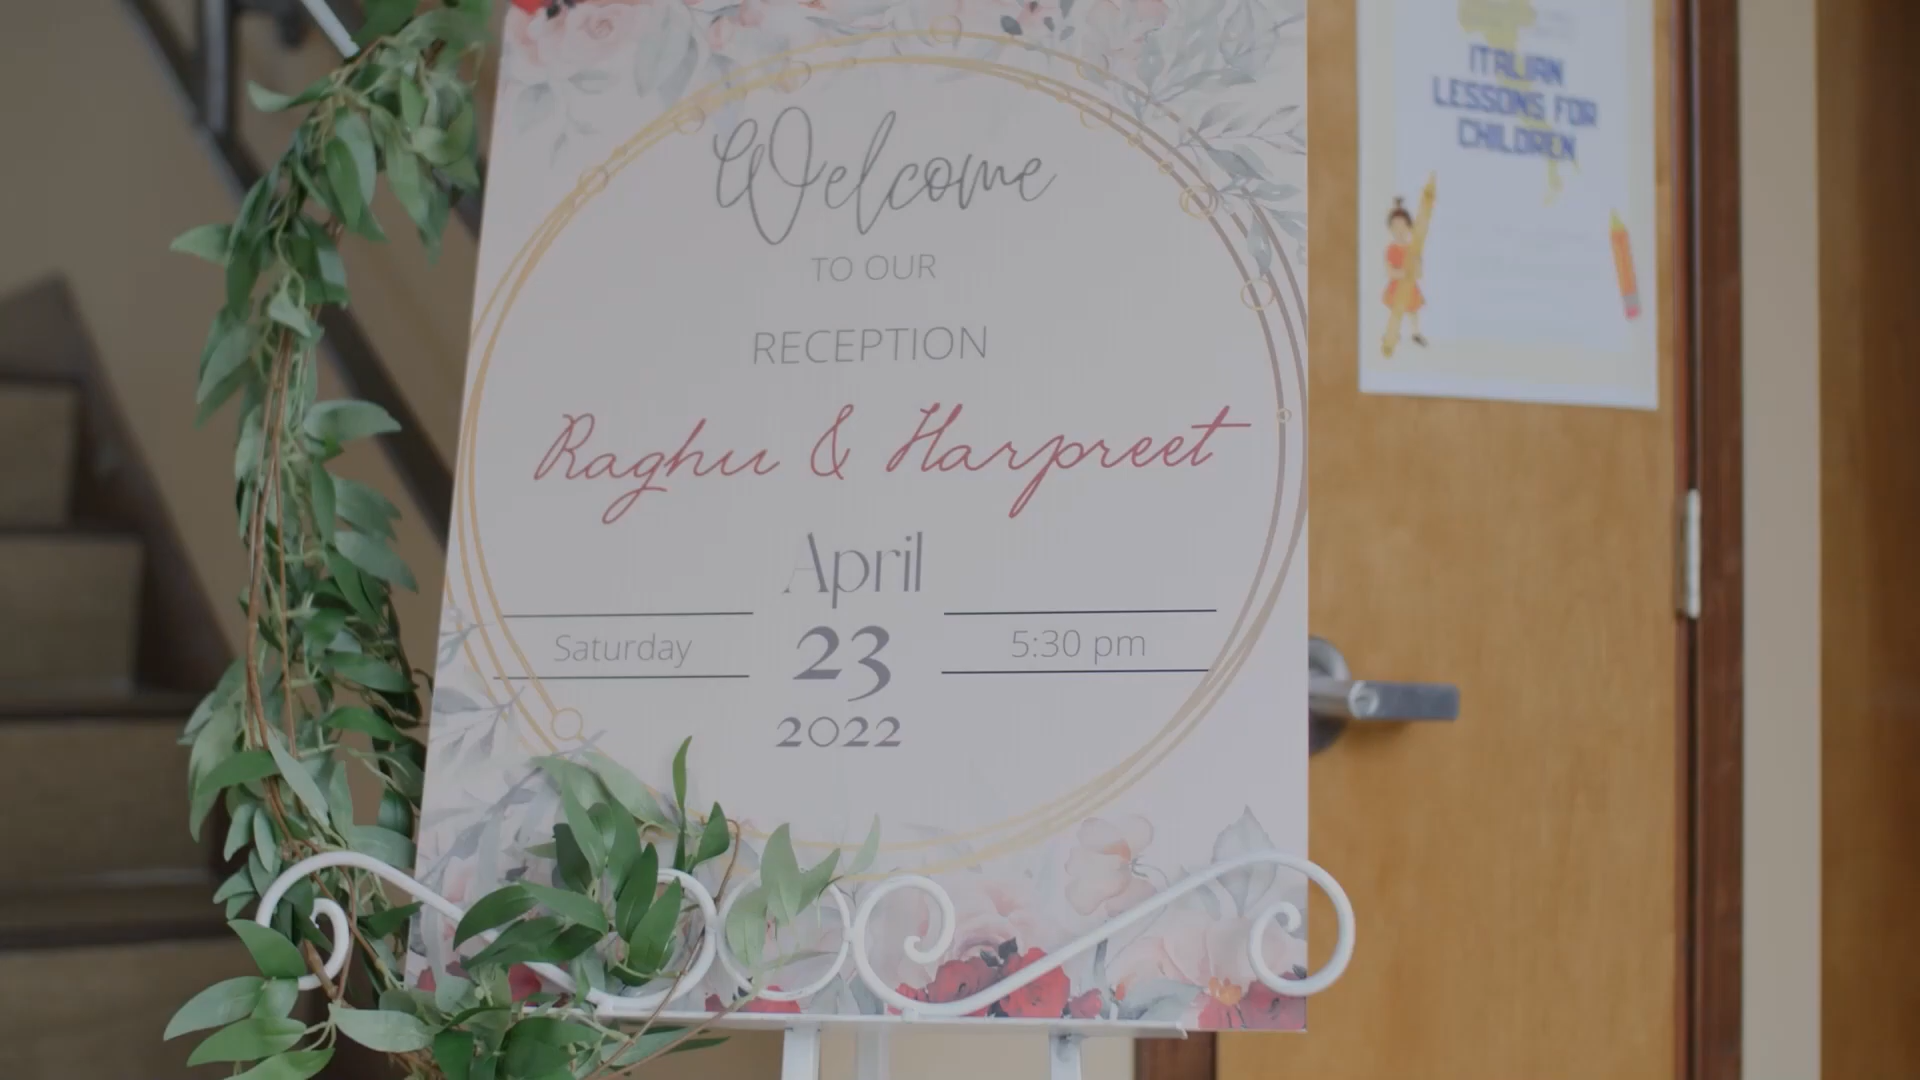 Welcome
TO OUR
RECEPTION
Raghu & Harpreet
April
Saturday 23 5:30 pm
2022
ITALIAN
LESSONS FOR
CHILDREN